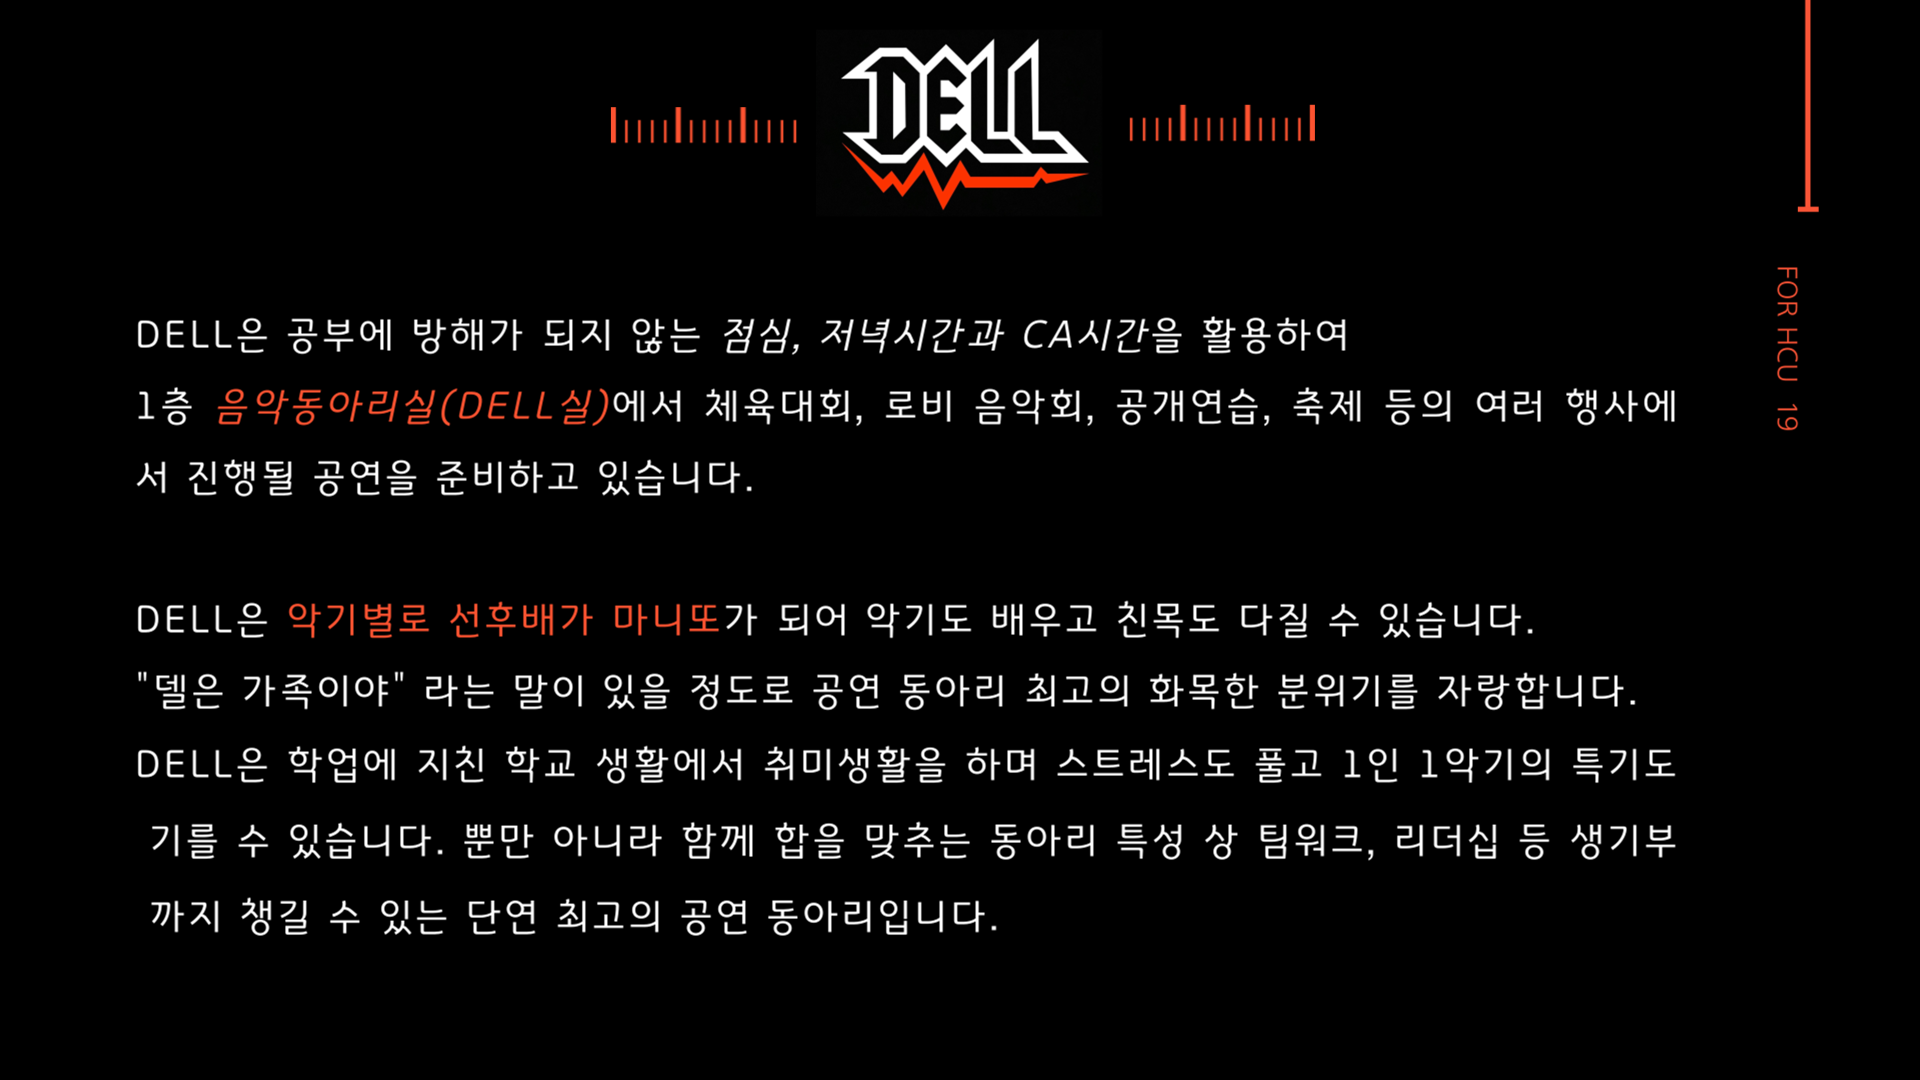 DELL
DELL은 공부에 방해가 되지 않는 점심, 저녁시간과 CA시간을 활용하여
1층 음악동아리실(DELL실)에서 체육대회, 로비 음악회, 공개연습, 축제 등의 여러 행사에
서 진행될 공연을 준비하고 있습니다.
DELL은 악기별로 선후배가 마니또가 되어 악기도 배우고 친목도 다질 수 있습니다.
"델은 가족이야" 라는 말이 있을 정도로 공연 동아리 최고의 화목한 분위기를 자랑합니다.
DELL은 학업에 지친 학교 생활에서 취미생활을 하며 스트레스도 풀고 1인 1악기의 특기도
기를 수 있습니다. 뿐만 아니라 함께 합을 맞추는 동아리 특성 상 팀워크, 리더십 등 생기부
까지 챙길 수 있는 단연 최고의 공연 동아리입니다.
FOR HCU 19